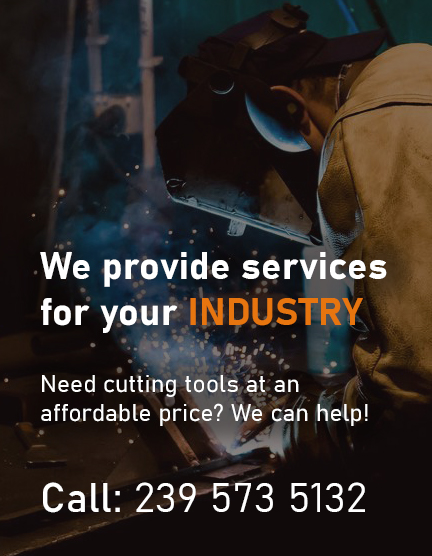 We provide services
for your INDUSTRY
Need cutting tools at an
affordable price? We can help!
Call: 239 573 5132